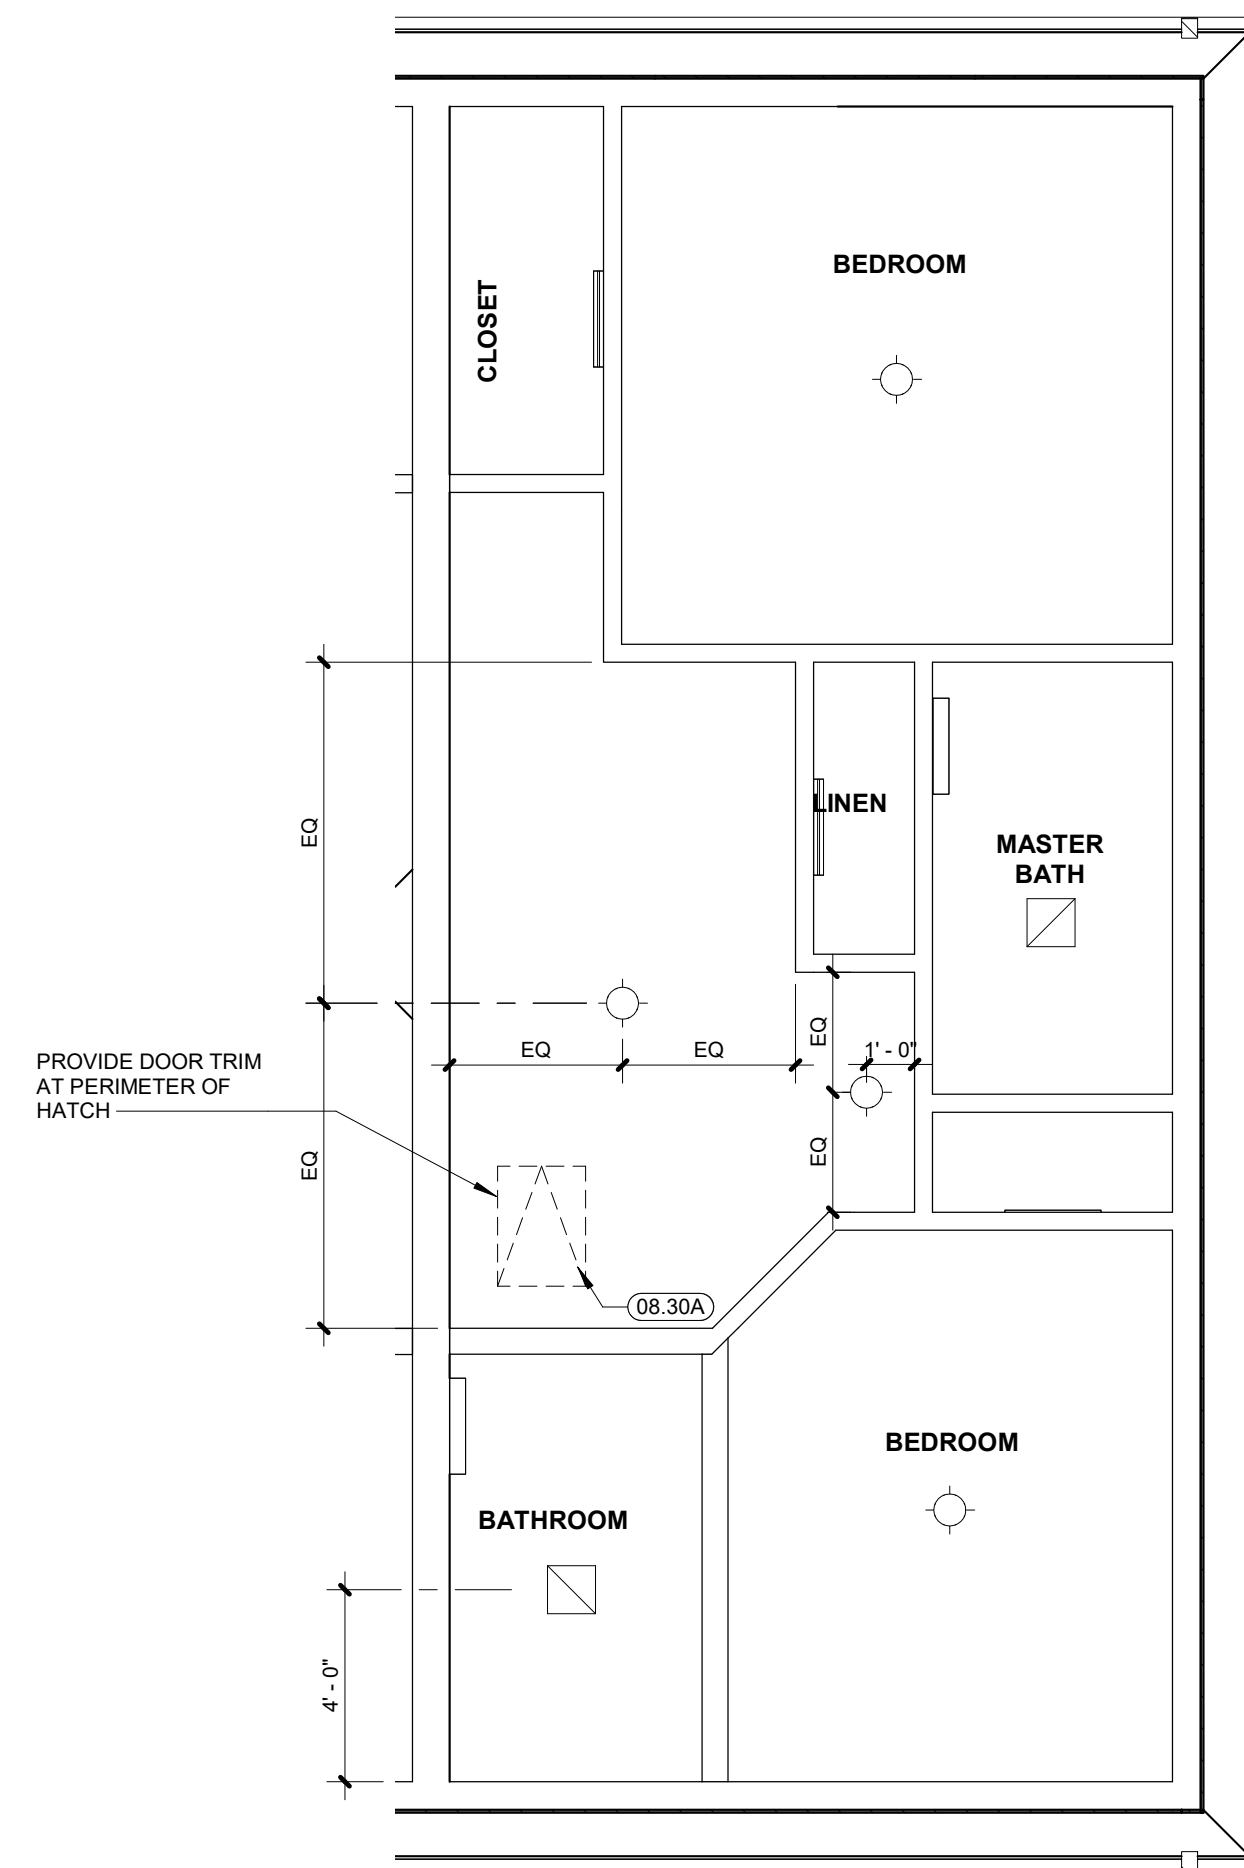 BEDROOM
CLOSET
LINEN
MASTER
BATH
EQ
EQ
EQ
EQ
1' - 0"
PROVIDE DOOR TRIM
AT PERIMETER OF
HATCH
EQ
EQ
08.30A
BEDROOM
BATHROOM
4' - 0"